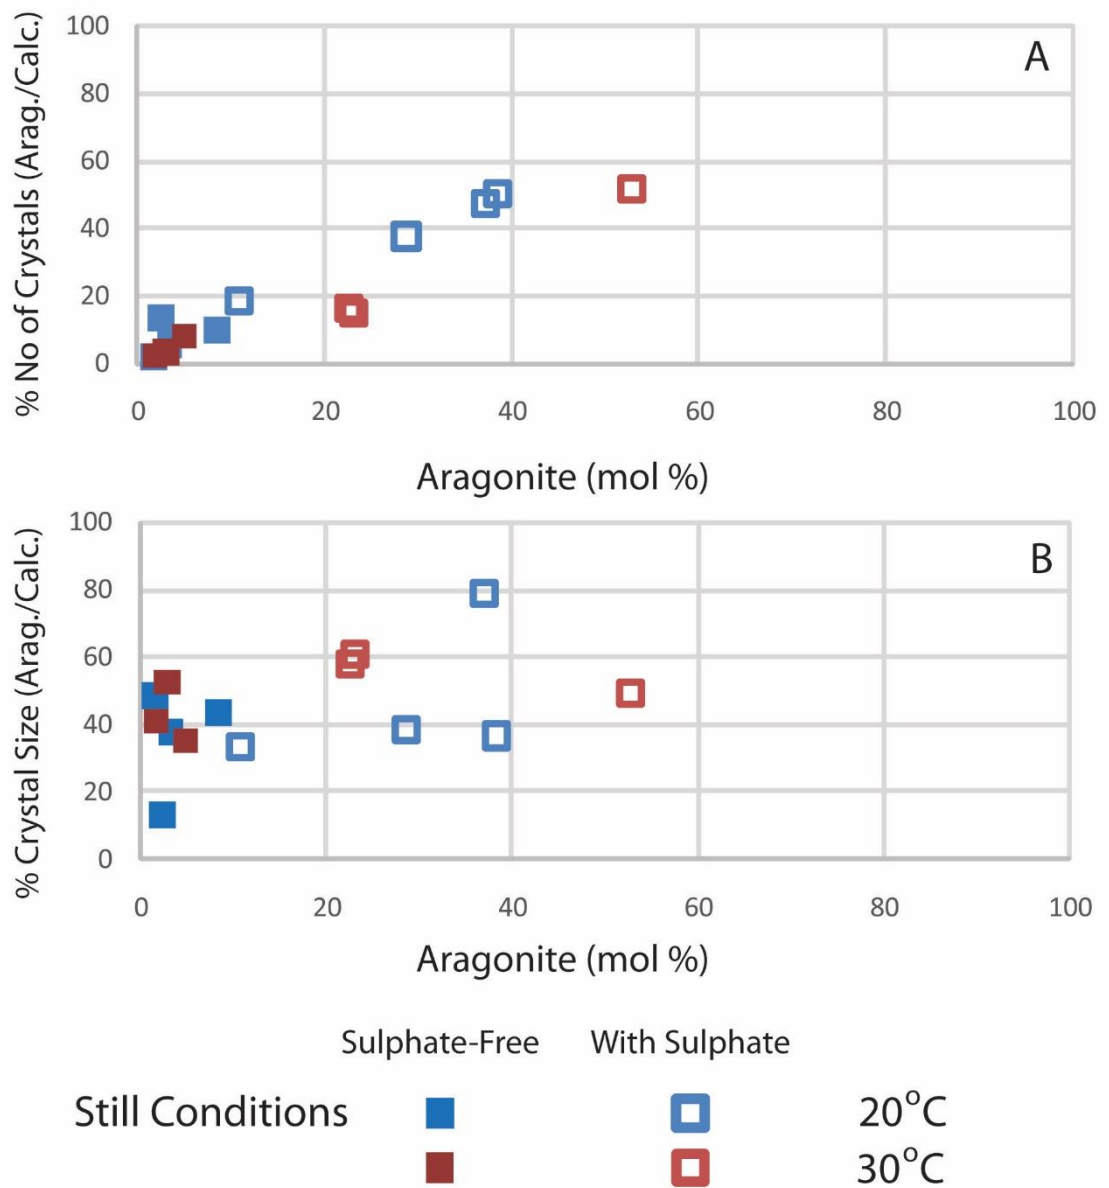 % No of Crystals (Arag./Calc.)
100
80
60
40
20
0
A
0 20 40 60 80 100
Aragonite (mol %)
% Crystal Size (Arag./Calc.)
100
80
60
40
20
0
B
0 20 40 60 80 100
Aragonite (mol %)
Sulphate-Free With Sulphate
Still Conditions 20°C
30°C